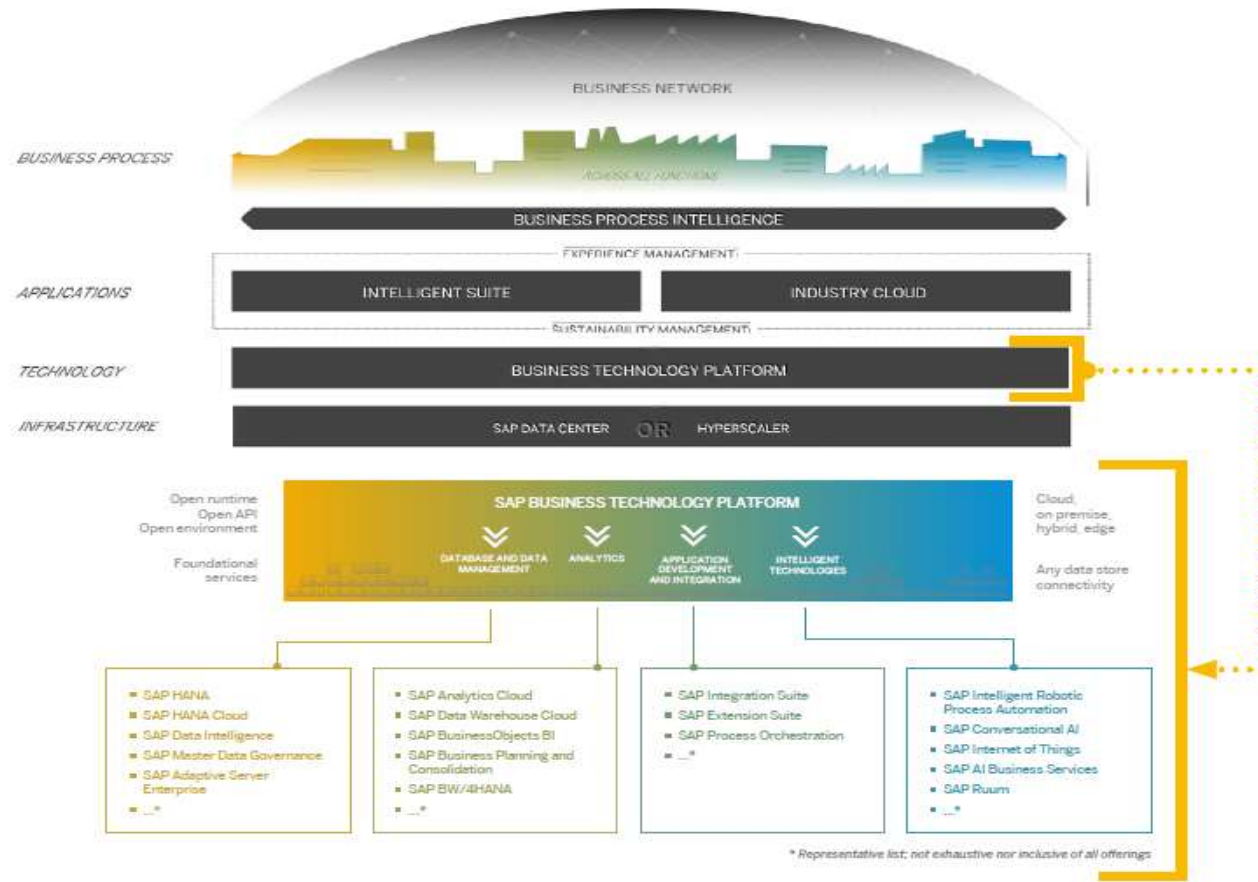 BUSINESS NETWORK
BUSINESS PROCESS
ACROSS ALL FUNCTIONS
BUSINESS PROCESS INTELLIGENCE
EXPERIENCE MANAGEMENT
APPLICATIONS
INTELLIGENT SUITE
INDUSTRY CLOUD
SUSTAINABILITY MANAGEMENT
TECHNOLOGY
BUSINESS TECHNOLOGY PLATFORM
INFRASTRUCTURE
SAP DATA CENTER OR HYPERSCALER
Open runtime
Open API
Open environment
Foundational
services
SAP BUSINESS TECHNOLOGY PLATFORM
DATABASE AND DATA
MANAGEMENT
ANALYTICS
APPLICATION
DEVELOPMENT
AND INTEGRATION
INTELLIGENT
TECHNOLOGIES
Cloud,
on premise,
hybrid, edge
Any data store
connectivity
SAP HANA
SAP HANA Cloud
SAP Data Intelligence
SAP Master Data Governance
SAP Adaptive Server
Enterprise
...*
SAP Analytics Cloud
SAP Data Warehouse Cloud
SAP BusinessObjects BI
SAP Business Planning and
Consolidation
SAP BW/4HANA
...*
SAP Integration Suite
SAP Extension Suite
SAP Process Orchestration
...*
SAP Intelligent Robotic
Process Automation
SAP Conversational AI
SAP Internet of Things
SAP AI Business Services
SAP Ruum
...*
* Representative list; not exhaustive nor inclusive of all offerings